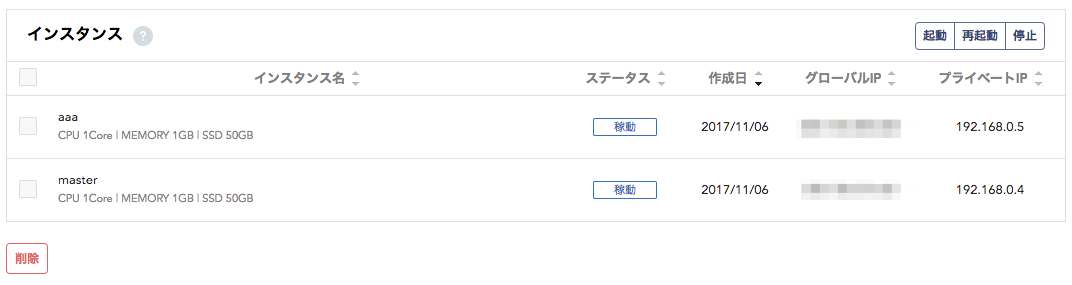 インスタンス ?
起動 再起動 停止
インスタンス名 ステータス 作成日 グローバルIP プライベートIP
aaa
CPU 1Core | MEMORY 1GB | SSD 50GB
稼動 2017/11/06 192.168.0.5
master
CPU 1Core | MEMORY 1GB | SSD 50GB
稼動 2017/11/06 192.168.0.4
削除